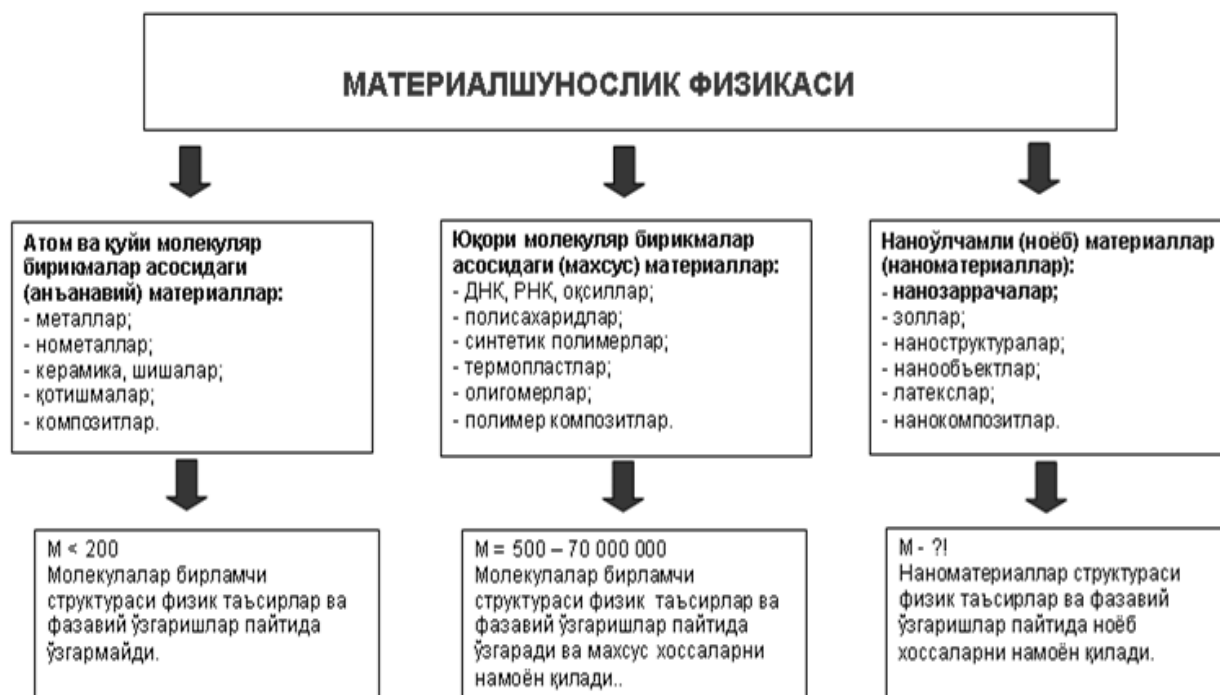 МАТЕРИАЛШУНОСЛИК ФИЗИКАСИ
Атом ва қуйи молекуляр
бирикмалар асосидаги
(анъанавий) материаллар:
- металлар;
- нометаллар;
- керамика, шишалар;
- қотишмалар;
- композитлар.
Юқори молекуляр бирикмалар
асосидаги (махсус) материаллар:
- ДНК, РНК, оқсиллар;
- полисахаридлар;
- синтетик полимерлар;
- термопластлар;
- олигомерлар;
- полимер композитлар.
Наноўлчамли (ноёб) материаллар
(наноматериаллар):
- нанозаррачалар;
- золлар;
- наноструктуралар;
- нанообъектлар;
- латекслар;
- нанокомпозитлар.
М < 200
Молекулалар бирламчи
структураси физик таъсирлар ва
фазавий ўзгаришлар пайтида
ўзгармайди.
М = 500 – 70 000 000
Молекулалар бирламчи
структураси физик таъсирлар ва
фазавий ўзгаришлар пайтида
ўзгаради ва махсус хоссаларни
намоён қилади..
М - ?!
Наноматериаллар структураси
физик таъсирлар ва фазавий
ўзгаришлар пайтида ноёб
хоссаларни намоён қилади.